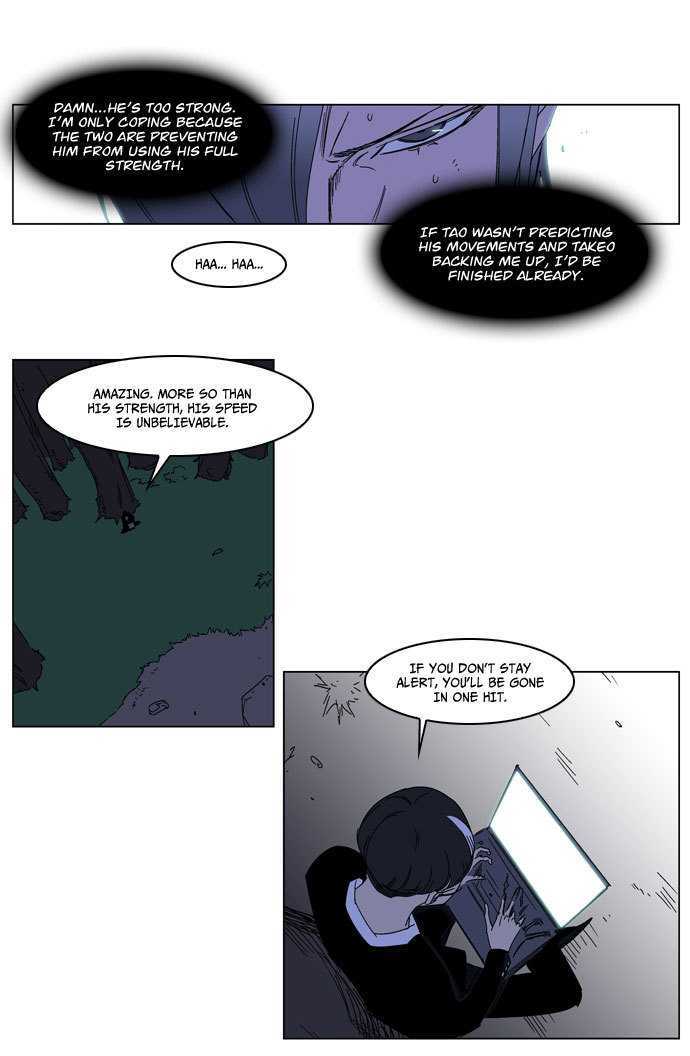 DAMN...HE'S TOO STRONG.
I'M ONLY COPING BECAUSE
THE TWO ARE PREVENTING
HIM FROM USING HIS FULL
STRENGTH.
IF TAO WASN'T PREDICTING
HIS MOVEMENTS AND TAKEO
BACKING ME UP, I'D BE
FINISHED ALREADY.
HAA... HAA...
AMAZING. MORE SO THAN
HIS STRENGTH, HIS SPEED
IS UNBELIEVABLE.
IF YOU DON'T STAY
ALERT, YOU'LL BE GONE
IN ONE HIT.